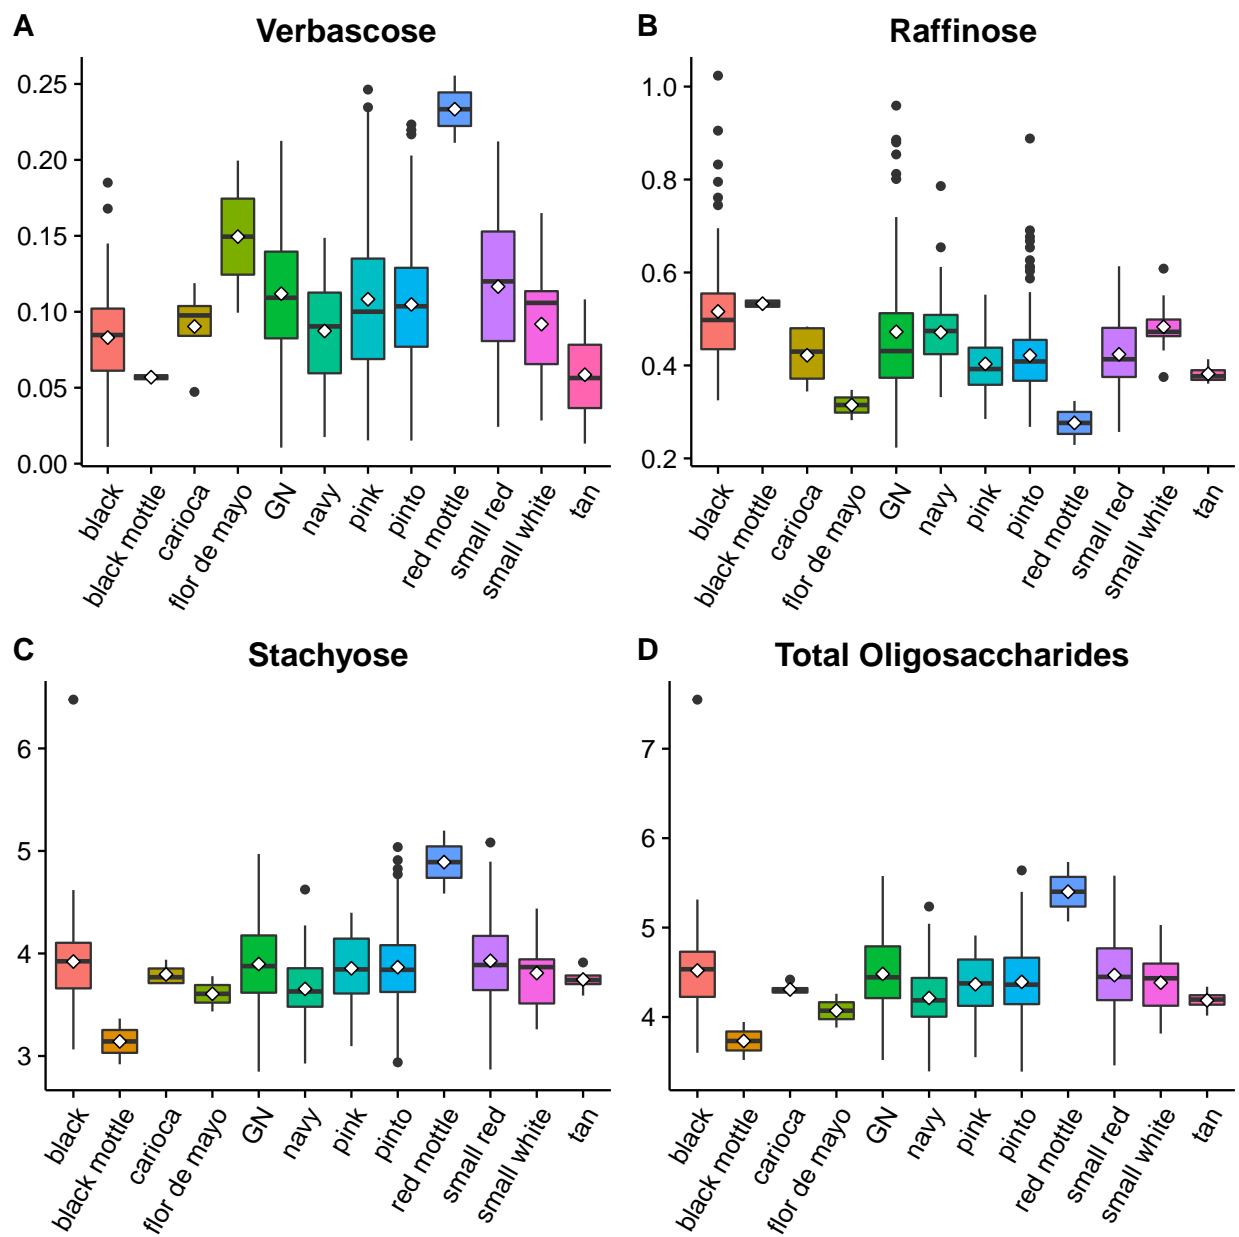 A
Verbascose
0.25
0.20
0.15
0.10
0.05
0.00
black
black mottle
carioca
flor de mayo
GN
navy
pink
pinto
red mottle
small red
small white
tan
B
Raffinose
1.0
0.8
0.6
0.4
0.2
black
black mottle
carioca
flor de mayo
GN
navy
pink
pinto
red mottle
small red
small white
tan
C
Stachyose
6
5
4
3
black
black mottle
carioca
flor de mayo
GN
navy
pink
pinto
red mottle
small red
small white
tan
D
Total Oligosaccharides
7
6
5
4
black
black mottle
carioca
flor de mayo
GN
navy
pink
pinto
red mottle
small red
small white
tan